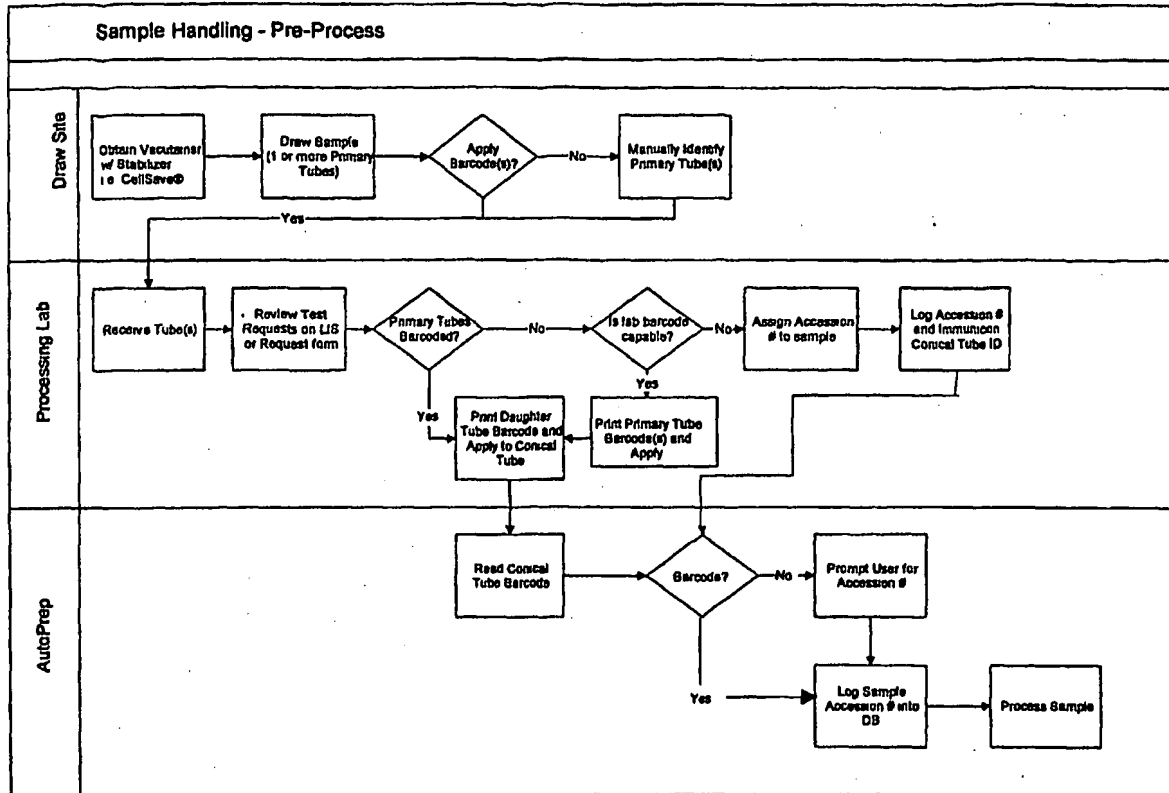 Sample Handling - Pre-Process
Draw Site
Obtain Vacutainer
w/ Stabilizer
i e CellSave®
Draw Sample
(1 or more Primary
Tubes)
Apply
Barcode(s)?
No
Manually Identify
Primary Tube(s)
Yes
Processing Lab
Receive Tube(s)
Review Test
Requests on LIS
or Request form
Primary Tubes
Barcoded?
No
Is lab barcode
capable?
No
Assign Accession
# to sample
Log Accession #
and Immunicon
Conical Tube ID
Yes
Yes
Print Daughter
Tube Barcode and
Apply to Conical
Tube
Print Primary Tube
Barcode(s) and
Apply
AutoPrep
Read Conical
Tube Barcode
Barcode?
No
Prompt User for
Accession #
Yes
Log Sample
Accession # into
DB
Process Sample